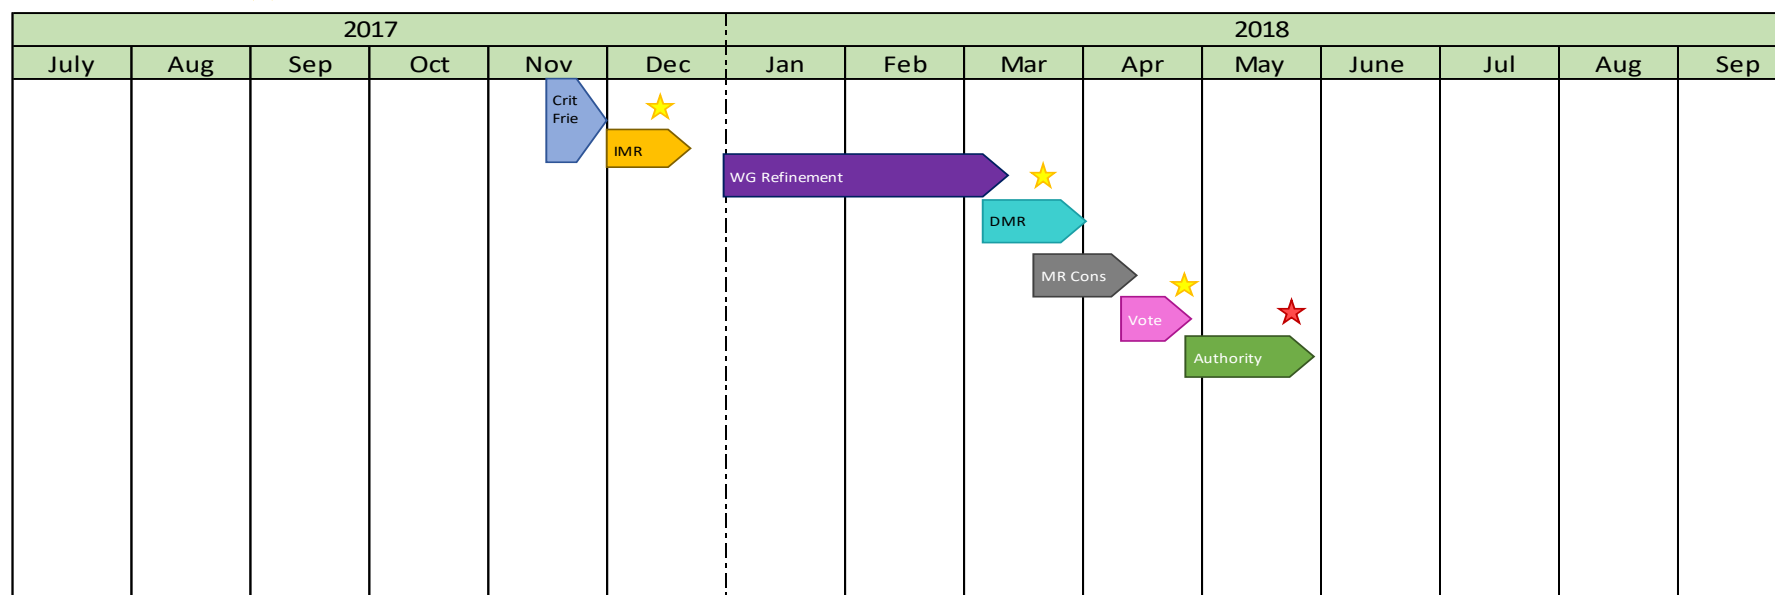 2017 2018
July Aug Sep Oct Nov Dec Jan Feb Mar Apr May June Jul Aug Sep
Crit
Frie
IMR
WG Refinement
DMR
MR Cons
Vote
Authority